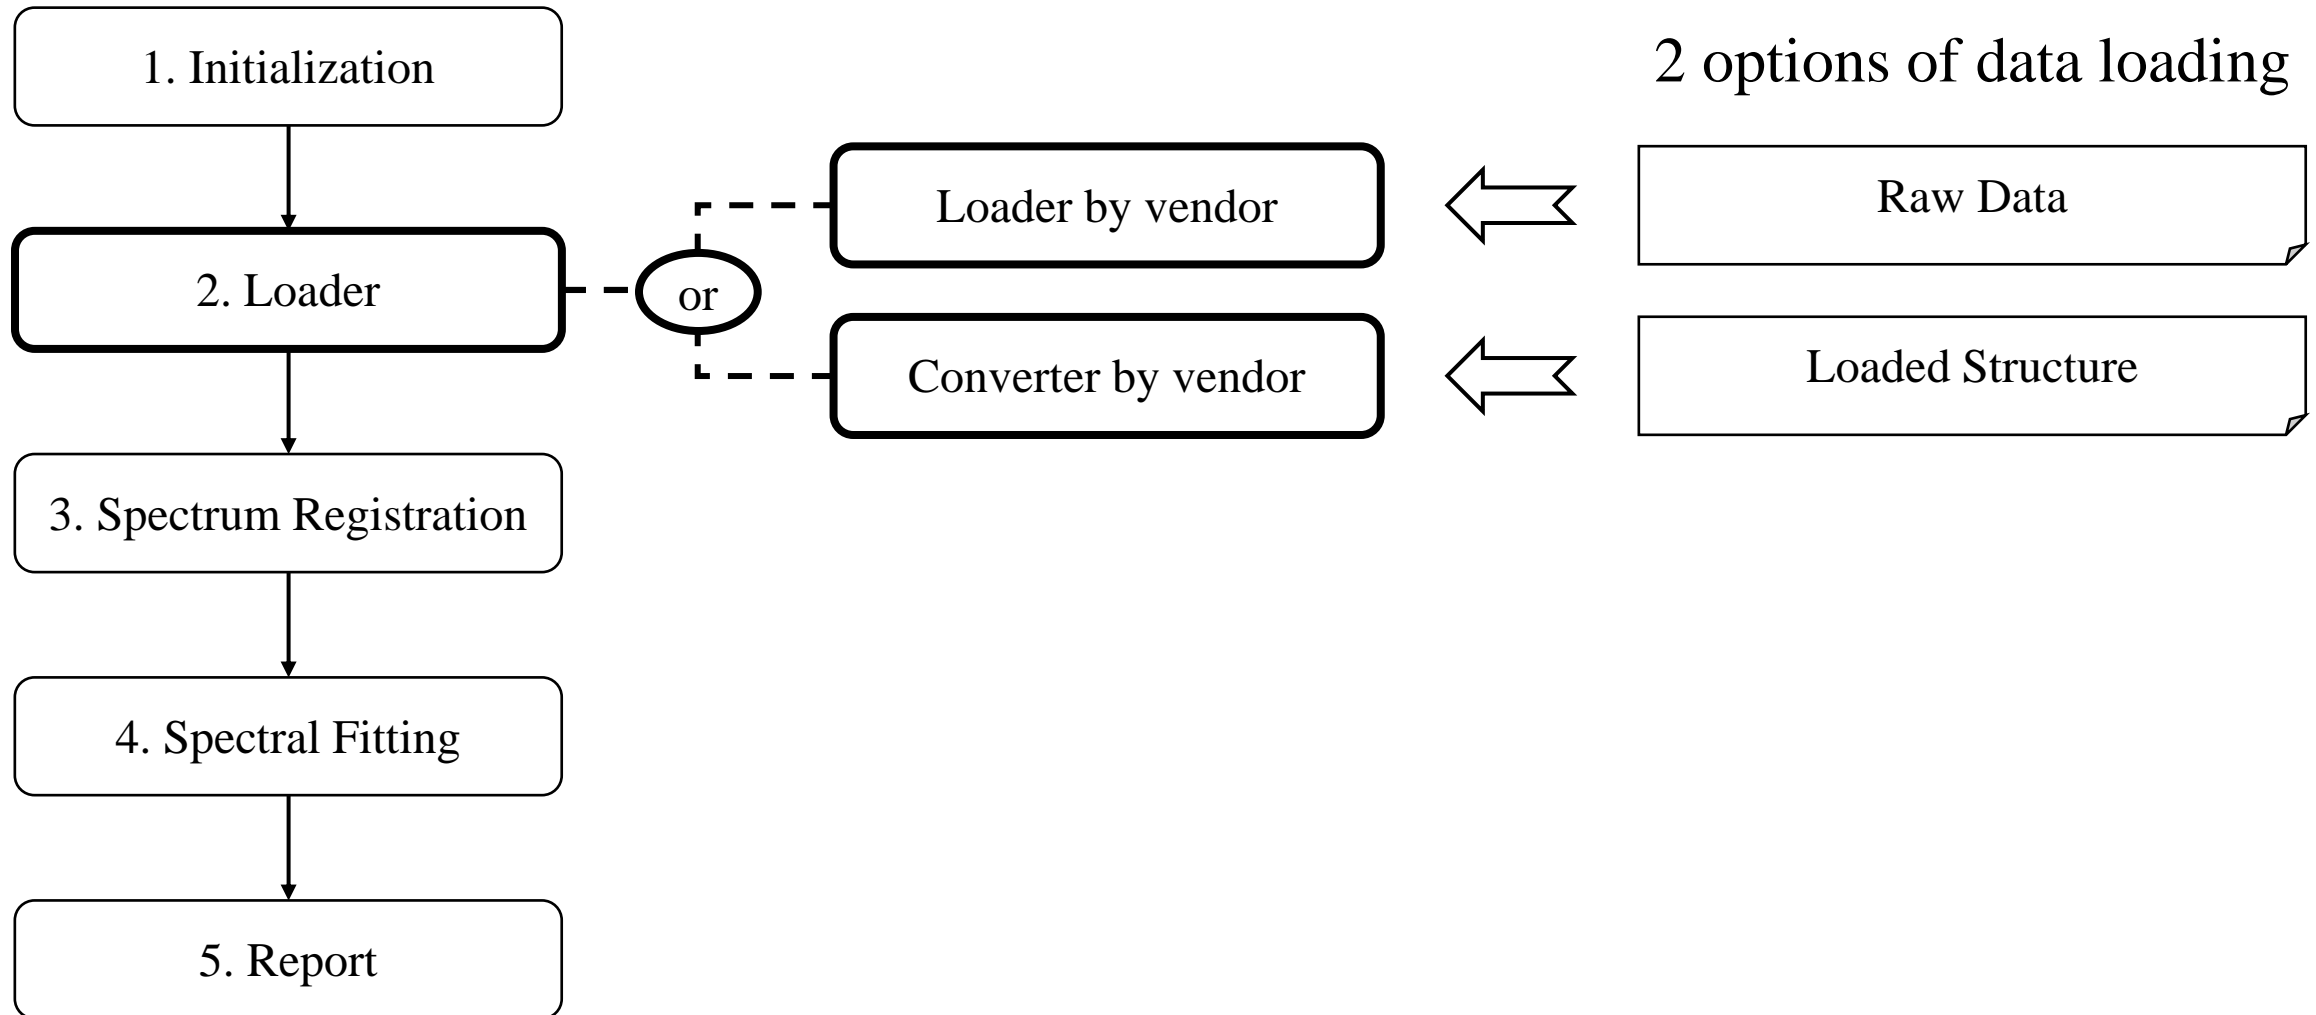 1. Initialization
2 options of data loading
Loader by vendor
Raw Data
2. Loader
or
Converter by vendor
Loaded Structure
3. Spectrum Registration
4. Spectral Fitting
5. Report